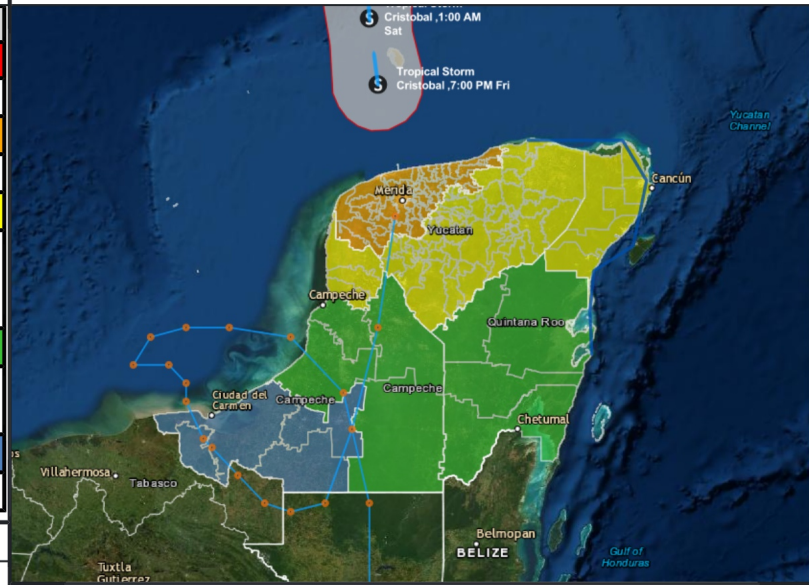 Tropical Storm
Cristobal ,1:00 AM
Sat
Tropical Storm
Cristobal ,7:00 PM Fri
Yucatan
Channel
Cancún
Mérida
Yucatan
Campeche
Quintana Roo
Ciudad del
Carmen
Campeche
Campeche
Chetumal
Villahermosa
Tabasco
Belmopan
BELIZE
Gulf of
Honduras
Tuxtla
Gutierrez